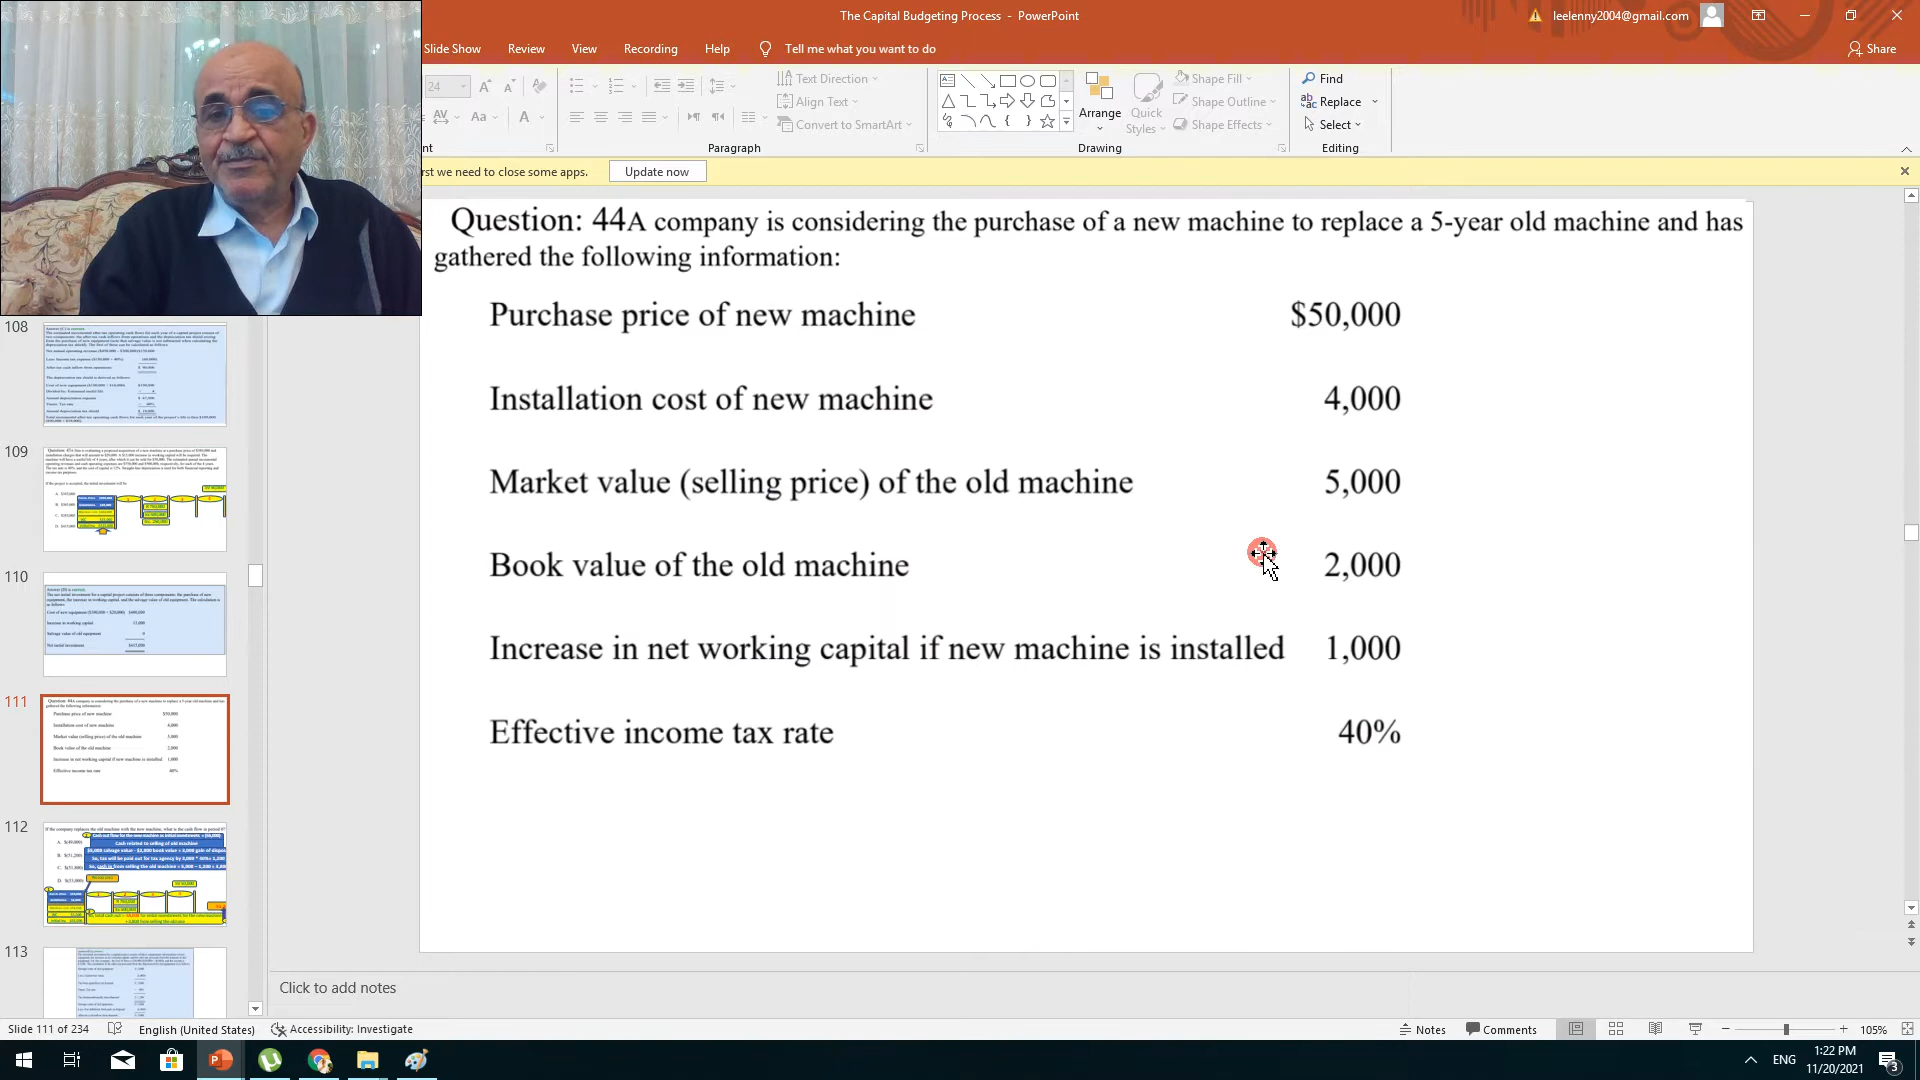 The Capital Budgeting Process - PowerPoint
leelenny2004@gmail.com
Slide Show Review View Recording Help Tell me what you want to do
Share
24
Text Direction
Align Text
Convert to SmartArt
Paragraph
Arrange
Quick Styles
Shape Fill
Shape Outline
Shape Effects
Drawing
Find
Replace
Select
Editing
rst we need to close some apps. Update now
Question: 44A company is considering the purchase of a new machine to replace a 5-year old machine and has
gathered the following information:
Purchase price of new machine $50,000
Installation cost of new machine 4,000
Market value (selling price) of the old machine 5,000
Book value of the old machine 2,000
Increase in net working capital if new machine is installed 1,000
Effective income tax rate 40%
108
109
110
111
112
113
Click to add notes
Slide 111 of 234 English (United States) Accessibility: Investigate
Notes Comments 105%
ENG
1:22 PM
11/20/2021
3